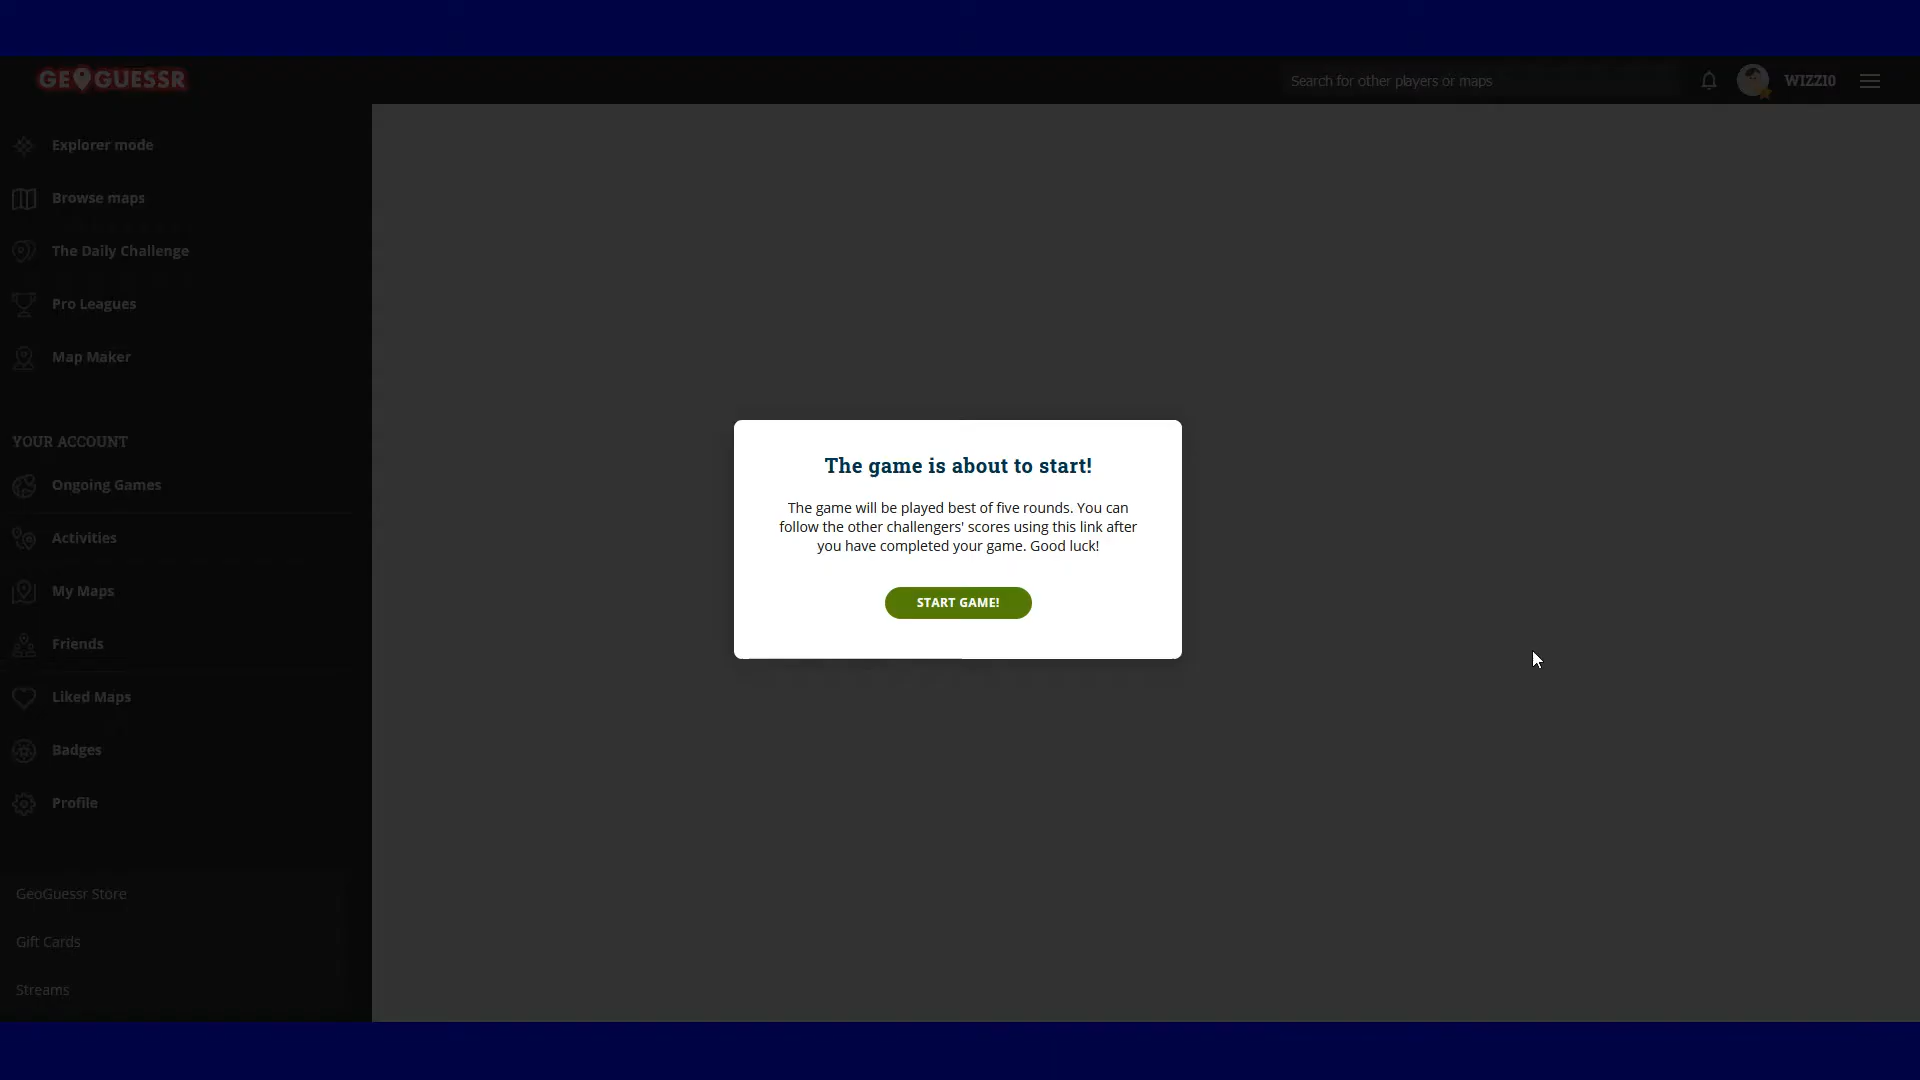 GEOGUESSR
Search for other players or maps
WIZZI0
Explorer mode
Browse maps
The Daily Challenge
Pro Leagues
Map Maker
YOUR ACCOUNT
Ongoing Games
Activities
My Maps
Friends
Liked Maps
Badges
Profile
GeoGuessr Store
Gift Cards
Streams
The game is about to start!
The game will be played best of five rounds. You can
follow the other challengers' scores using this link after
you have completed your game. Good luck!
START GAME!